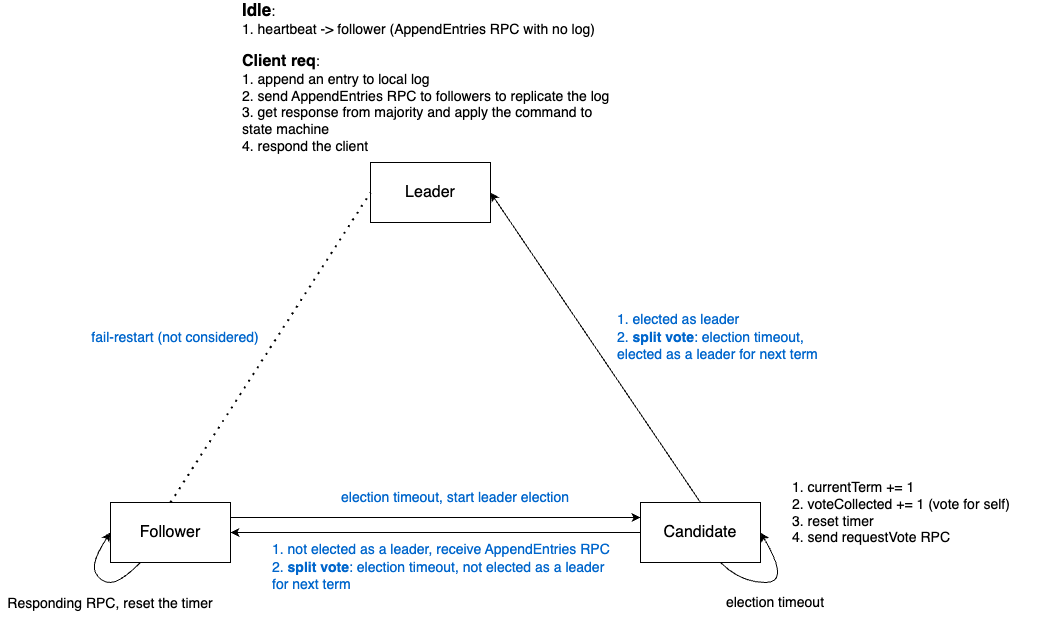 Idle:
1. heartbeat -> follower (AppendEntries RPC with no log)
Client req:
1. append an entry to local log
2. send AppendEntries RPC to followers to replicate the log
3. get response from majority and apply the command to
state machine
4. respond the client
Leader
fail-restart (not considered)
1. elected as leader
2. split vote: election timeout,
elected as a leader for next term
election timeout, start leader election
Follower
Candidate
1. currentTerm += 1
2. voteCollected += 1 (vote for self)
3. reset timer
4. send requestVote RPC
1. not elected as a leader, receive AppendEntries RPC
2. split vote: election timeout, not elected as a leader
for next term
Responding RPC, reset the timer
election timeout